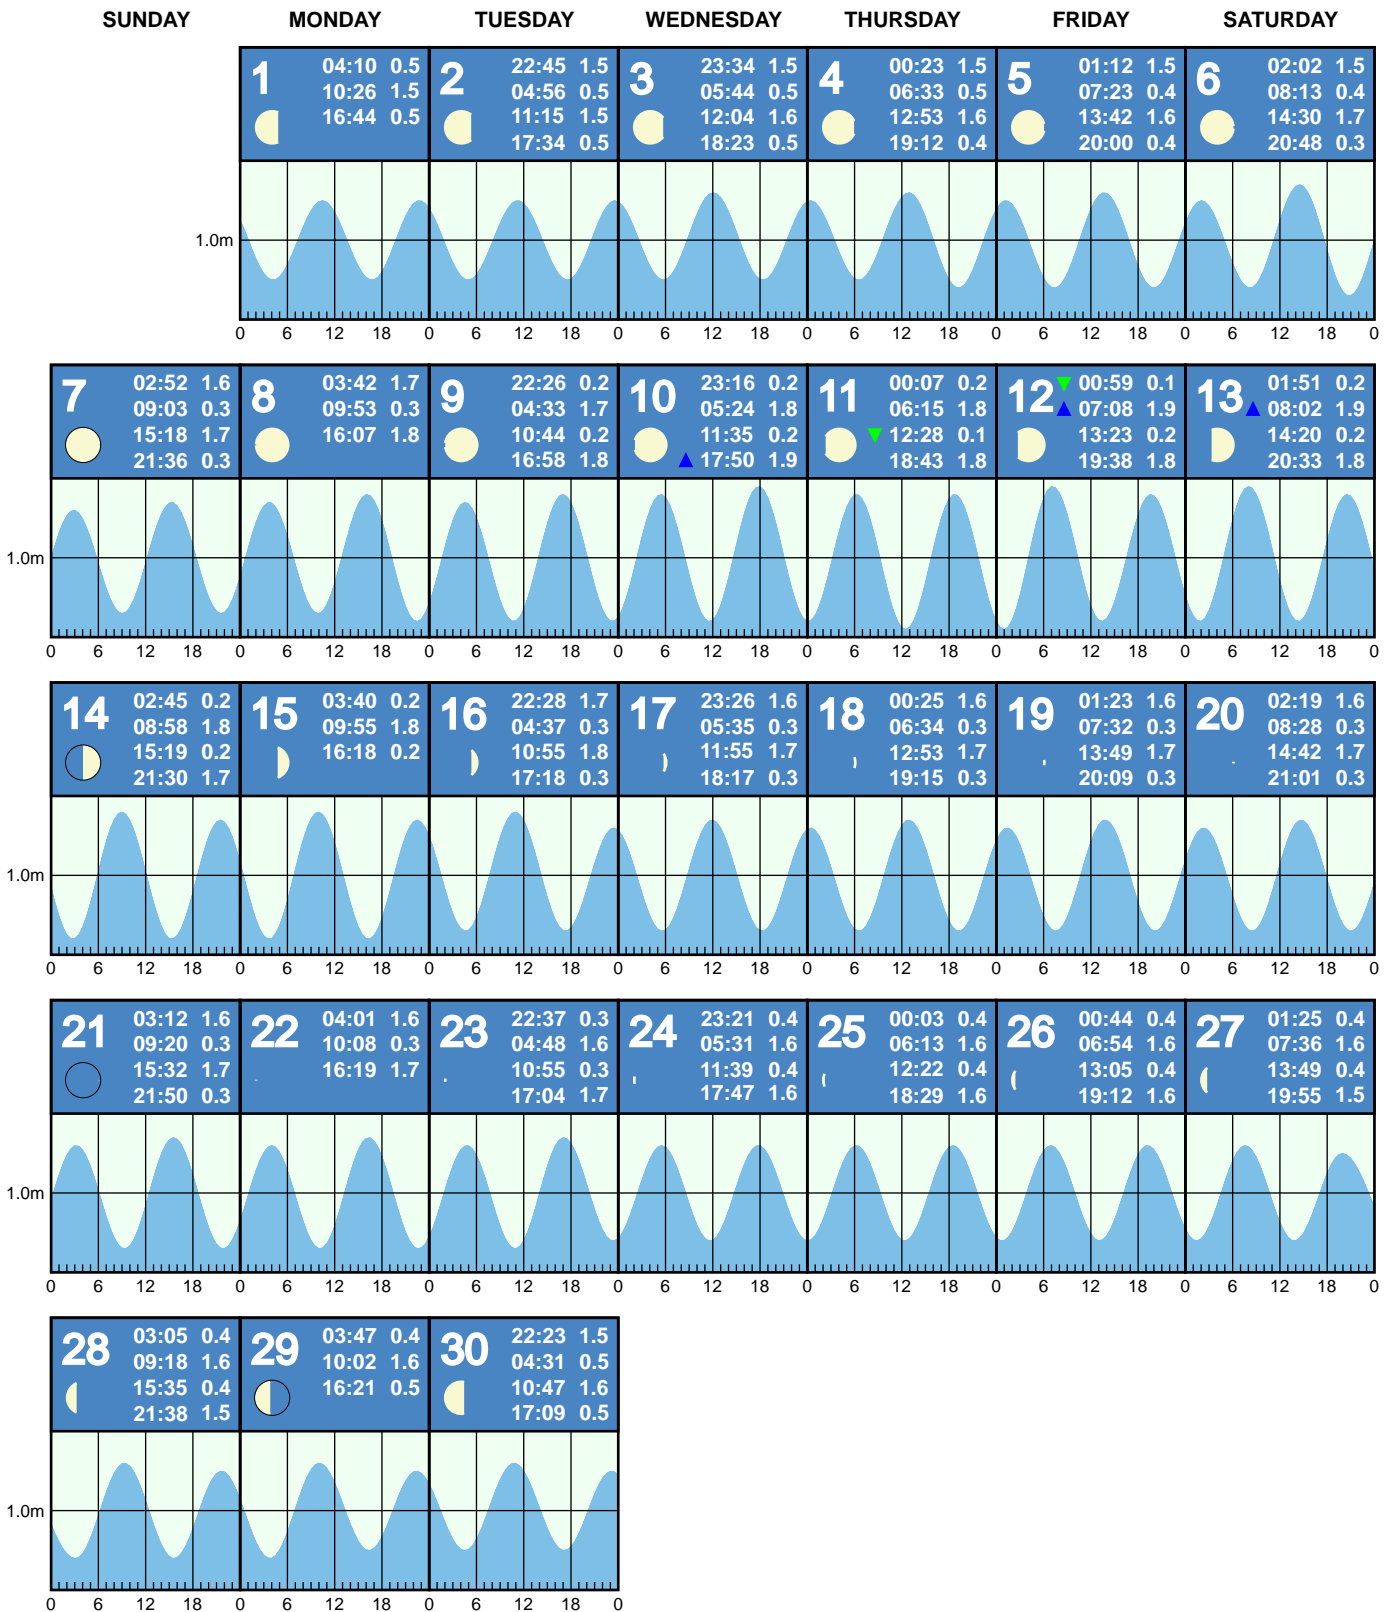 SUNDAY MONDAY TUESDAY WEDNESDAY THURSDAY FRIDAY SATURDAY
1 04:10 0.5
10:26 1.5
16:44 0.5
2 22:45 1.5
04:56 0.5
11:15 1.5
17:34 0.5
3 23:34 1.5
05:44 0.5
12:04 1.6
18:23 0.5
4 00:23 1.5
06:33 0.5
12:53 1.6
19:12 0.4
5 01:12 1.5
07:23 0.4
13:42 1.6
20:00 0.4
6 02:02 1.5
08:13 0.4
14:30 1.7
20:48 0.3
1.0m
0 6 12 18 0 6 12 18 0 6 12 18 0 6 12 18 0 6 12 18 0 6 12 18 0
7 02:52 1.6
09:03 0.3
15:18 1.7
21:36 0.3
8 03:42 1.7
09:53 0.3
16:07 1.8
9 22:26 0.2
04:33 1.7
10:44 0.2
16:58 1.8
10 23:16 0.2
05:24 1.8
11:35 0.2
17:50 1.9
11 00:07 0.2
06:15 1.8
12:28 0.1
18:43 1.8
12 00:59 0.1
07:08 1.9
13:23 0.2
19:38 1.8
13 01:51 0.2
08:02 1.9
14:20 0.2
20:33 1.8
1.0m
0 6 12 18 0 6 12 18 0 6 12 18 0 6 12 18 0 6 12 18 0 6 12 18 0 6 12 18 0
14 02:45 0.2
08:58 1.8
15:19 0.2
21:30 1.7
15 03:40 0.2
09:55 1.8
16:18 0.2
16 22:28 1.7
04:37 0.3
10:55 1.8
17:18 0.3
17 23:26 1.6
05:35 0.3
11:55 1.7
18:17 0.3
18 00:25 1.6
06:34 0.3
12:53 1.7
19:15 0.3
19 01:23 1.6
07:32 0.3
13:49 1.7
20:09 0.3
20 02:19 1.6
08:28 0.3
14:42 1.7
21:01 0.3
1.0m
0 6 12 18 0 6 12 18 0 6 12 18 0 6 12 18 0 6 12 18 0 6 12 18 0 6 12 18 0
21 03:12 1.6
09:20 0.3
15:32 1.7
21:50 0.3
22 04:01 1.6
10:08 0.3
16:19 1.7
23 22:37 0.3
04:48 1.6
10:55 0.3
17:04 1.7
24 23:21 0.4
05:31 1.6
11:39 0.4
17:47 1.6
25 00:03 0.4
06:13 1.6
12:22 0.4
18:29 1.6
26 00:44 0.4
06:54 1.6
13:05 0.4
19:12 1.6
27 01:25 0.4
07:36 1.6
13:49 0.4
19:55 1.5
1.0m
0 6 12 18 0 6 12 18 0 6 12 18 0 6 12 18 0 6 12 18 0 6 12 18 0 6 12 18 0
28 03:05 0.4
09:18 1.6
15:35 0.4
21:38 1.5
29 03:47 0.4
10:02 1.6
16:21 0.5
30 22:23 1.5
04:31 0.5
10:47 1.6
17:09 0.5
1.0m
0 6 12 18 0 6 12 18 0 6 12 18 0